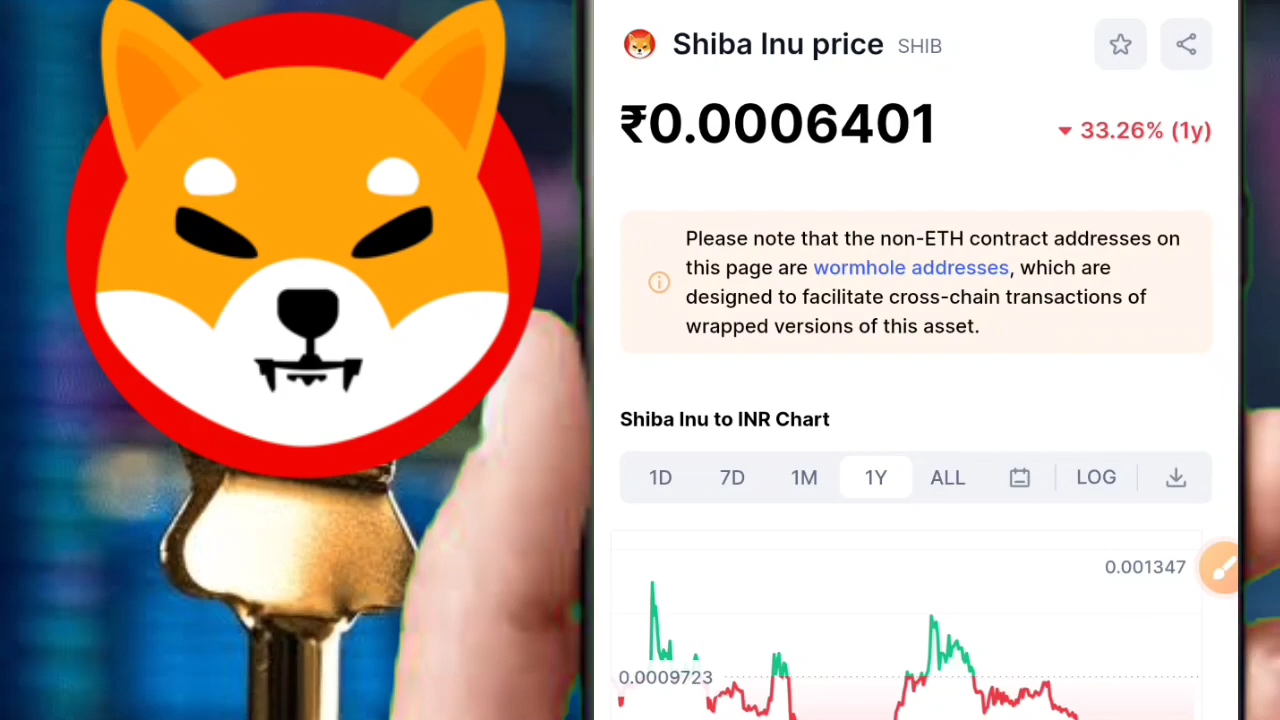 Shiba Inu price SHIB
₹0.0006401
33.26% (1y)
Please note that the non-ETH contract addresses on
this page are wormhole addresses, which are
designed to facilitate cross-chain transactions of
wrapped versions of this asset.
Shiba Inu to INR Chart
1D 7D 1M 1Y ALL LOG
0.001347
0.0009723